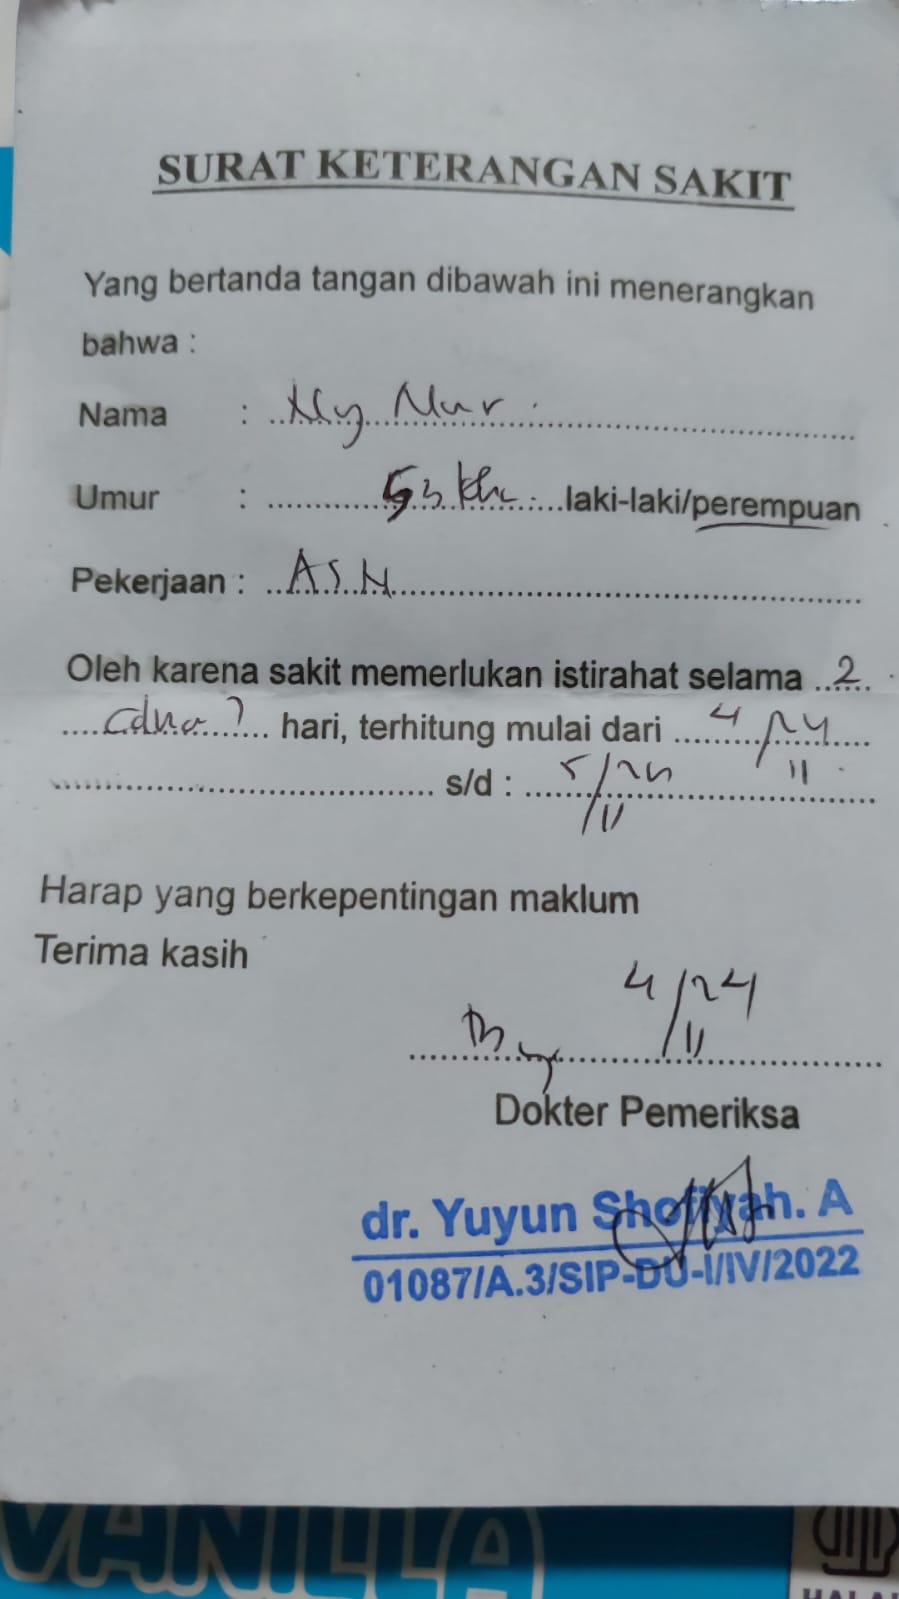 SURAT KETERANGAN SAKIT
Yang bertanda tangan dibawah ini menerangkan
bahwa :
Nama : Ny Nur
Umur : 53 thn laki-laki/perempuan
Pekerjaan : ASN
Oleh karena sakit memerlukan istirahat selama 2
(dua) hari, terhitung mulai dari 4/11 24
s/d : 5/11
Harap yang berkepentingan maklum
Terima kasih
4/11 24
Dokter Pemeriksa
dr. Yuyun Shofiyah. A
01087/A.3/SIP-DU-I/IV/2022
VANILLA
HALAL